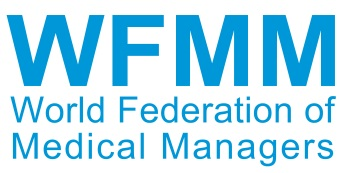 WFMM
World Federation of
Medical Managers